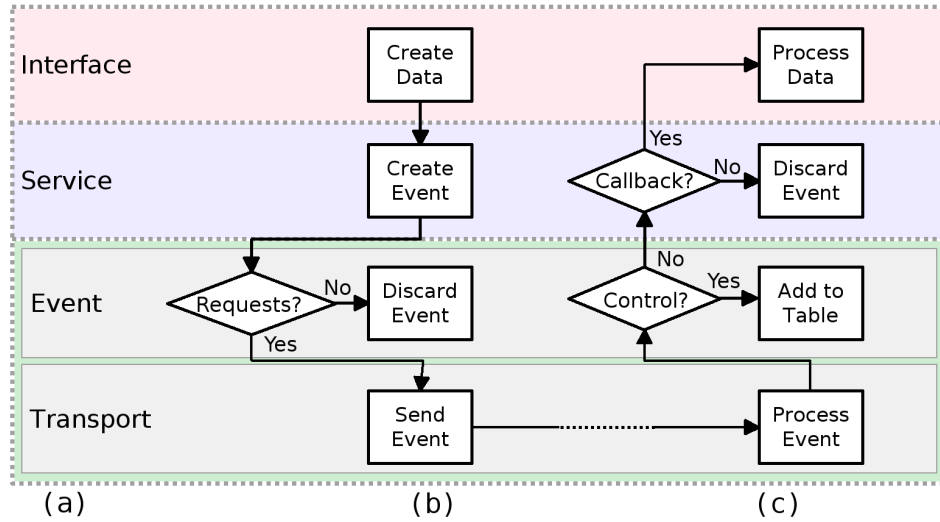 Interface
Create
Data
Process
Data
Yes
Service
Create
Event
Callback?
No
Discard
Event
No
Event
Requests?
No
Discard
Event
Control?
Yes
Add to
Table
Yes
Transport
Send
Event
Process
Event
(a)
(b)
(c)